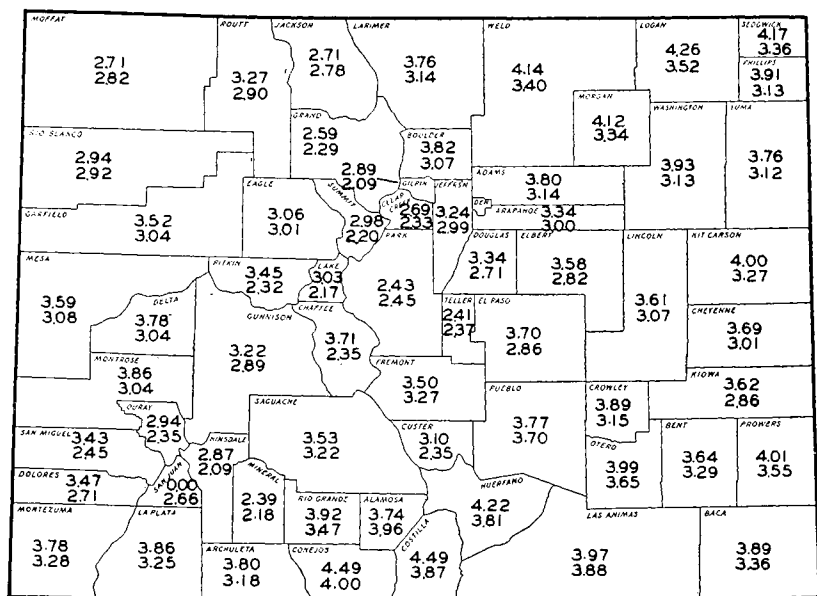 MOFFAT
2.71
2.82
ROUTT
3.27
2.90
JACKSON
2.71
2.78
LARIMER
3.76
3.14
WELD
4.14
3.40
LOGAN
4.26
3.52
SEDGWICK
4.17
3.36
PHILLIPS
3.91
3.13
MORGAN
4.12
3.34
WASHINGTON
3.93
3.13
YUMA
3.76
3.12
RIO BLANCO
2.94
2.92
GRAND
2.59
2.29
BOULDER
3.82
3.07
2.89
2.09
GILPIN
ADAMS
3.80
3.14
GARFIELD
3.52
3.04
EAGLE
3.06
3.01
SUMMIT
2.98
2.20
CLEAR CREEK
2.69
2.33
JEFFERSN
3.24
2.99
DEN
ARAPAHOE
3.34
3.00
MESA
3.59
3.08
PITKIN
3.45
2.32
LAKE
3.03
2.17
PARK
2.43
2.45
DOUGLAS
3.34
2.71
ELBERT
3.58
2.82
LINCOLN
3.61
3.07
KIT CARSON
4.00
3.27
DELTA
3.78
3.04
GUNNISON
3.22
2.89
CHAFFEE
3.71
2.35
TELLER
2.41
2.37
EL PASO
3.70
2.86
CHEYENNE
3.69
3.01
MONTROSE
3.86
3.04
FREMONT
3.50
3.27
PUEBLO
3.77
3.70
CROWLEY
3.89
3.15
KIOWA
3.62
2.86
OURAY
2.94
2.35
SAGUACHE
3.53
3.22
CUSTER
3.10
2.35
OTERO
3.99
3.65
BENT
3.64
3.29
PROWERS
4.01
3.55
SAN MIGUEL
3.43
2.45
HINSDALE
2.87
2.09
DOLORES
3.47
2.71
SAN JUAN
0.00
2.66
MINERAL
2.39
2.18
RIO GRANDE
3.92
3.47
ALAMOSA
3.74
3.96
HUERFANO
4.22
3.81
MONTEZUMA
3.78
3.28
LA PLATA
3.86
3.25
ARCHULETA
3.80
3.18
CONEJOS
4.49
4.00
COSTILLA
4.49
3.87
LAS ANIMAS
3.97
3.88
BACA
3.89
3.36